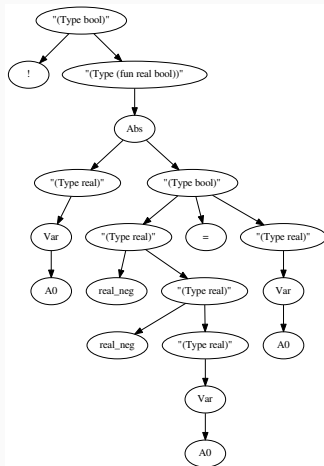 "(Type bool)"
! "(Type (fun real bool))"
Abs
"(Type real)" "(Type bool)"
Var "(Type real)" = "(Type real)"
A0 real_neg "(Type real)" Var
real_neg "(Type real)" A0
Var
A0